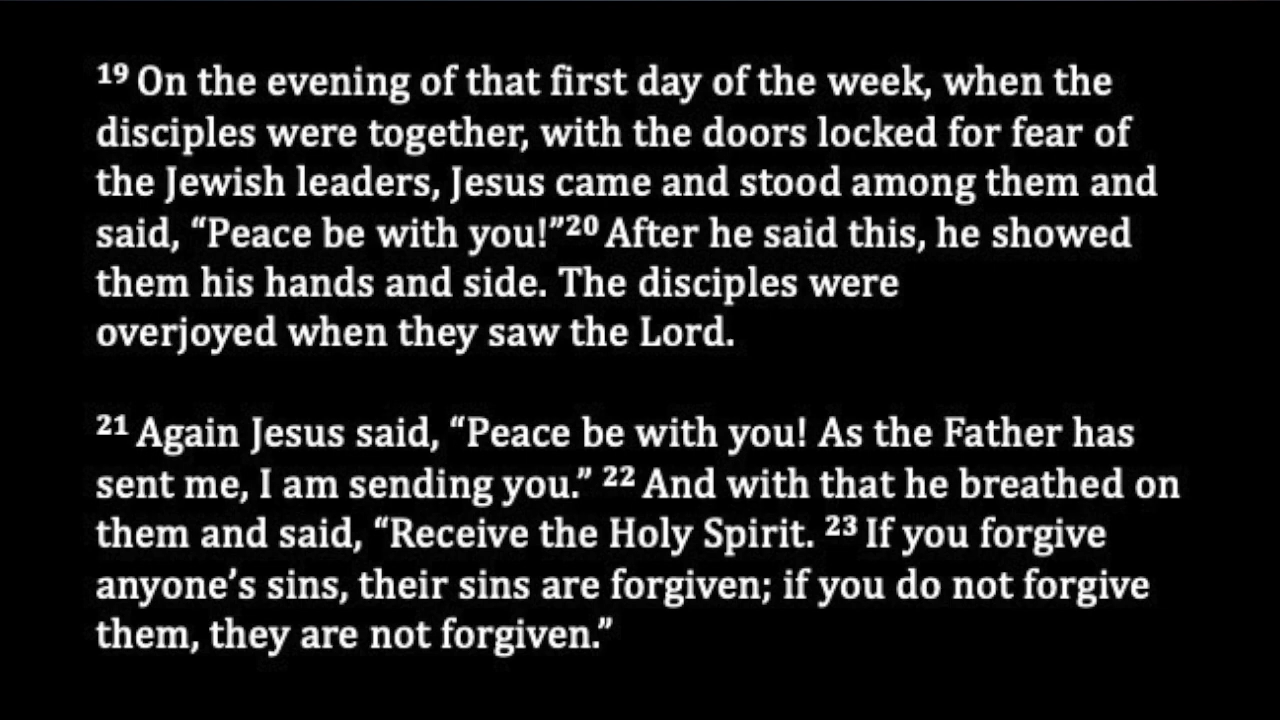 19 On the evening of that first day of the week, when the
disciples were together, with the doors locked for fear of
the Jewish leaders, Jesus came and stood among them and
said, “Peace be with you!”20 After he said this, he showed
them his hands and side. The disciples were
overjoyed when they saw the Lord.
21 Again Jesus said, “Peace be with you! As the Father has
sent me, I am sending you.” 22 And with that he breathed on
them and said, “Receive the Holy Spirit. 23 If you forgive
anyone’s sins, their sins are forgiven; if you do not forgive
them, they are not forgiven.”